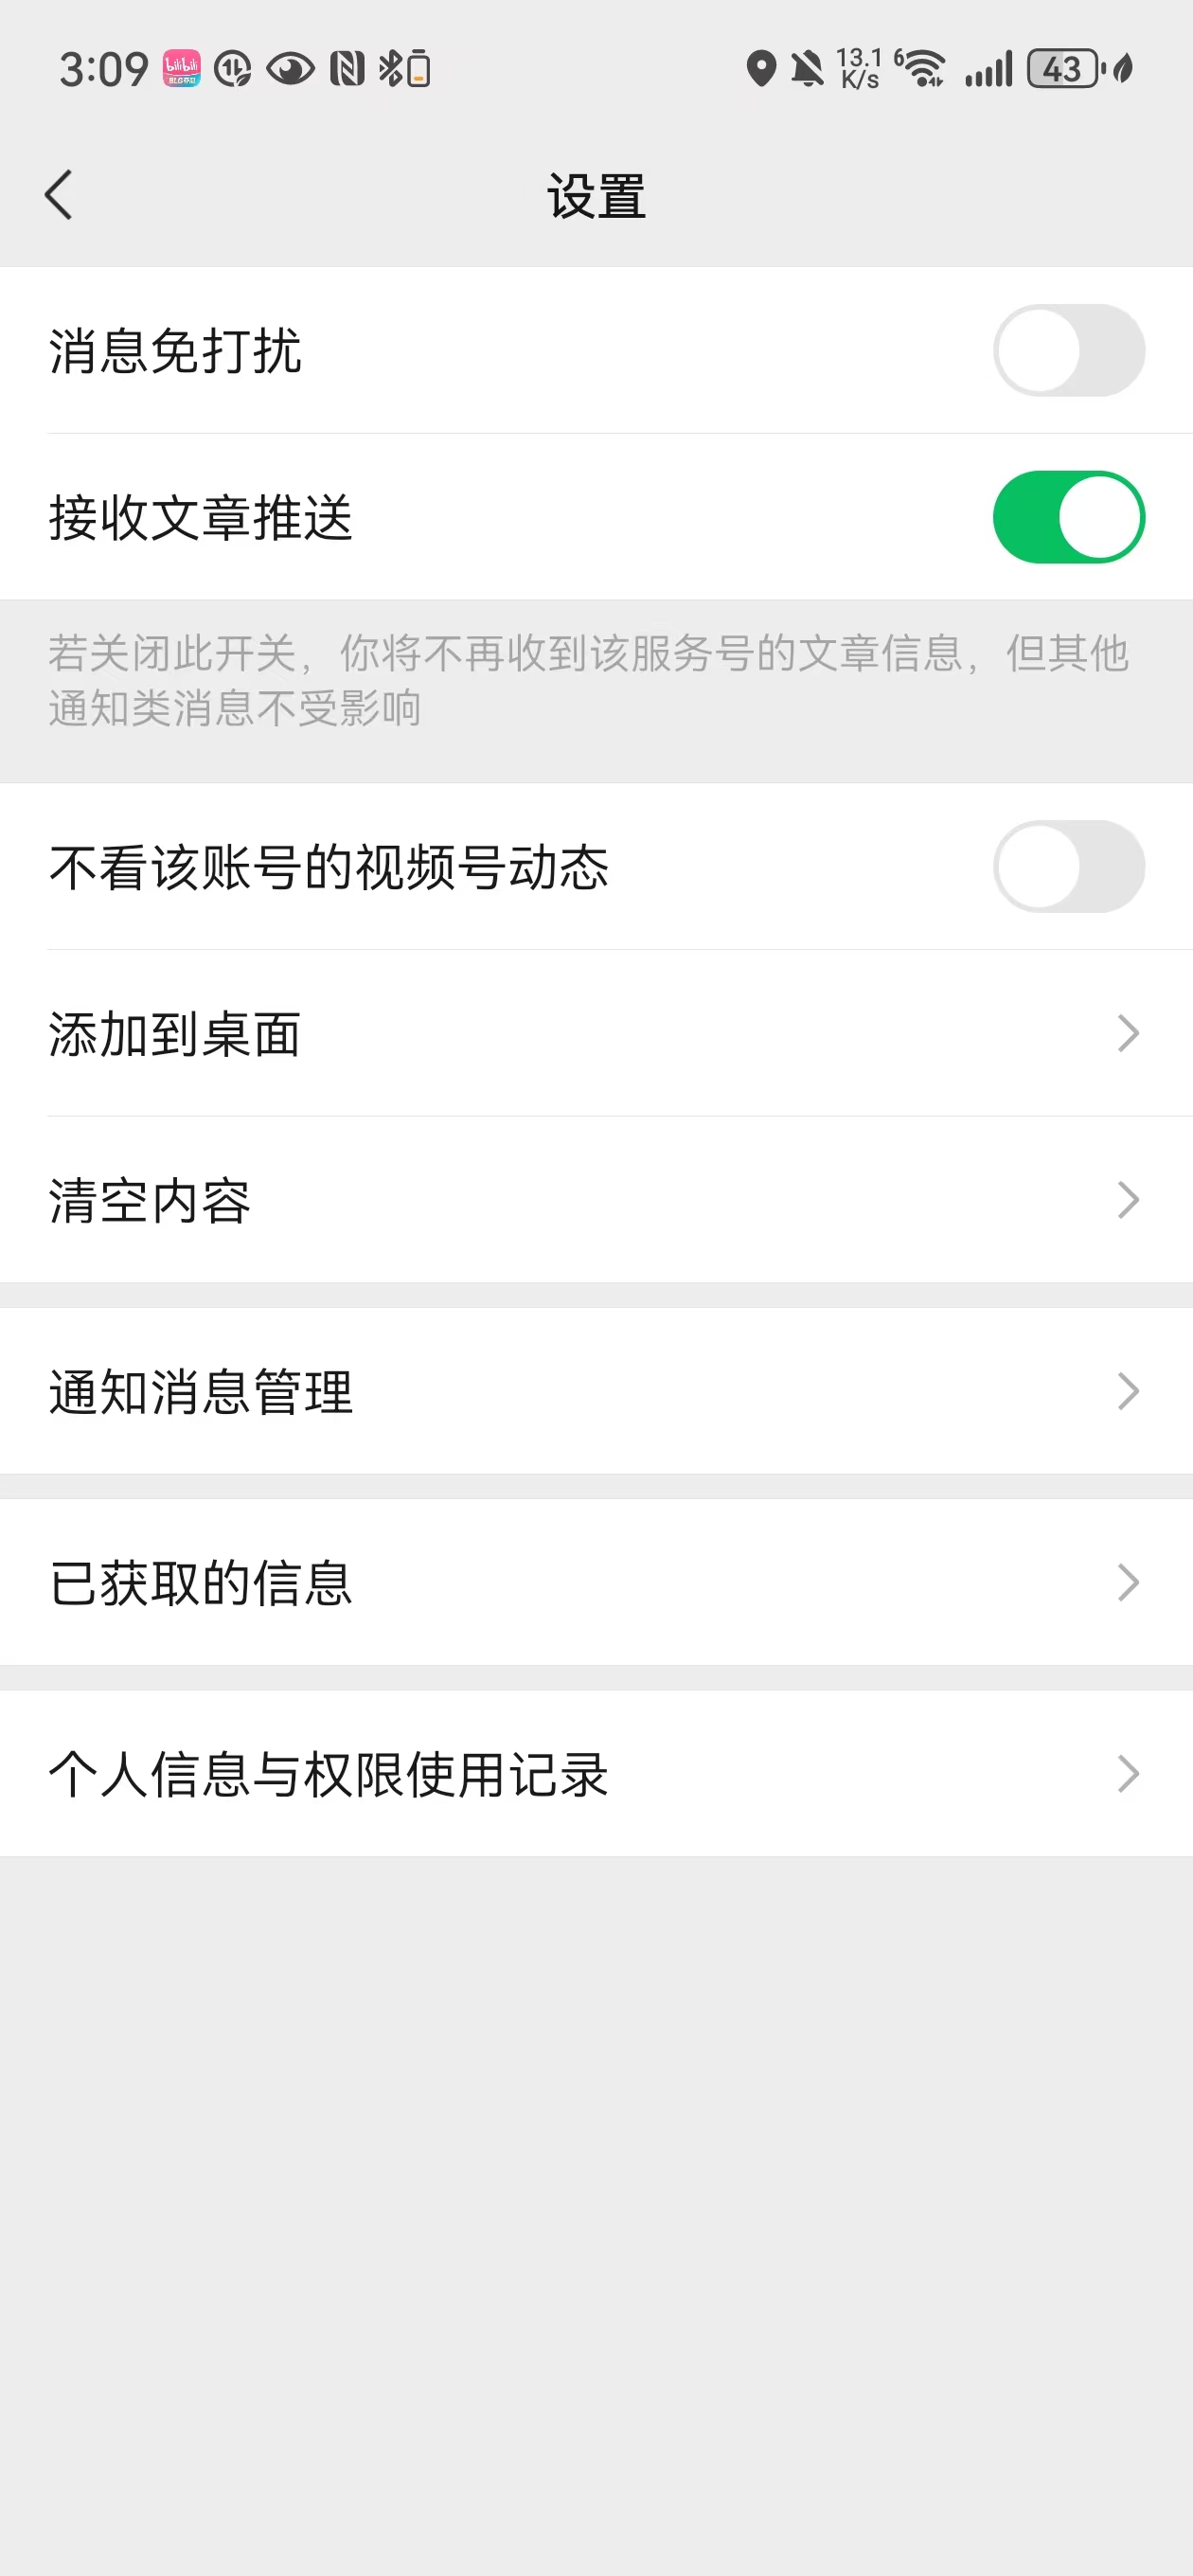 3:09 bilibili 13.1 K/s 6 43
设置
消息免打扰
接收文章推送
若关闭此开关，你将不再收到该服务号的文章信息，但其他
通知类消息不受影响
不看该账号的视频号动态
添加到桌面
清空内容
通知消息管理
已获取的信息
个人信息与权限使用记录